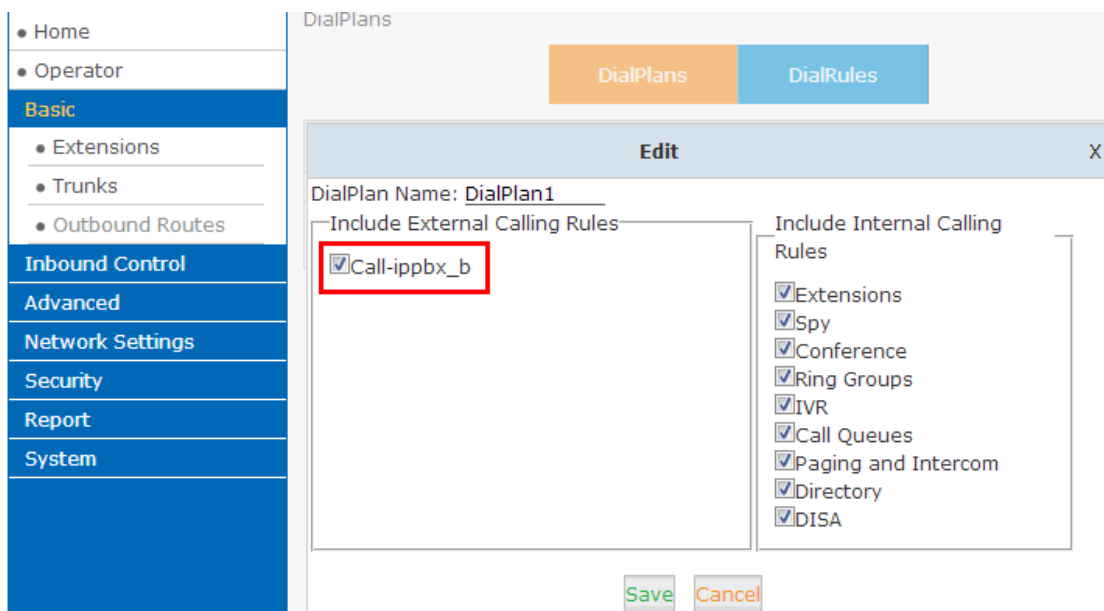 Home
Operator
Basic
Extensions
Trunks
Outbound Routes
Inbound Control
Advanced
Network Settings
Security
Report
System
DialPlans
DialPlans
DialRules
Edit
X
DialPlan Name: DialPlan1
Include External Calling Rules
Call-ippbx_b
Include Internal Calling
Rules
Extensions
Spy
Conference
Ring Groups
IVR
Call Queues
Paging and Intercom
Directory
DISA
Save Cancel